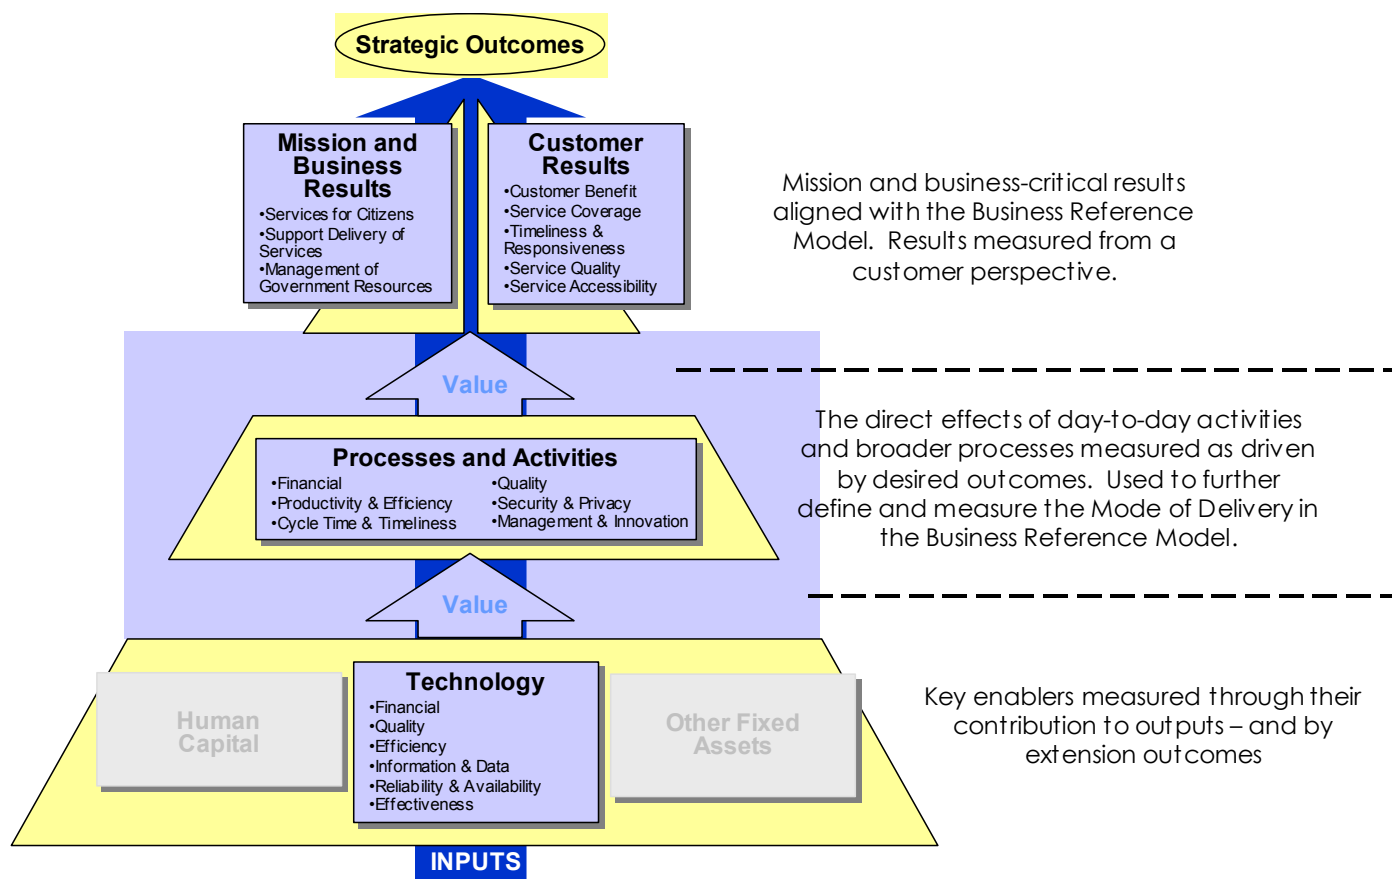 Strategic Outcomes
Mission and
Business
Results
•Services for Citizens
•Support Delivery of
Services
•Management of
Government Resources
Customer
Results
•Customer Benefit
•Service Coverage
•Timeliness &
Responsiveness
•Service Quality
•Service Accessibility
Mission and business-critical results
aligned with the Business Reference
Model. Results measured from a
customer perspective.
Value
Processes and Activities
•Financial
•Productivity & Efficiency
•Cycle Time & Timeliness
•Quality
•Security & Privacy
•Management & Innovation
The direct effects of day-to-day activities
and broader processes measured as driven
by desired outcomes. Used to further
define and measure the Mode of Delivery in
the Business Reference Model.
Value
Human
Capital
Technology
•Financial
•Quality
•Efficiency
•Information & Data
•Reliability & Availability
•Effectiveness
Other Fixed
Assets
Key enablers measured through their
contribution to outputs – and by
extension outcomes
INPUTS